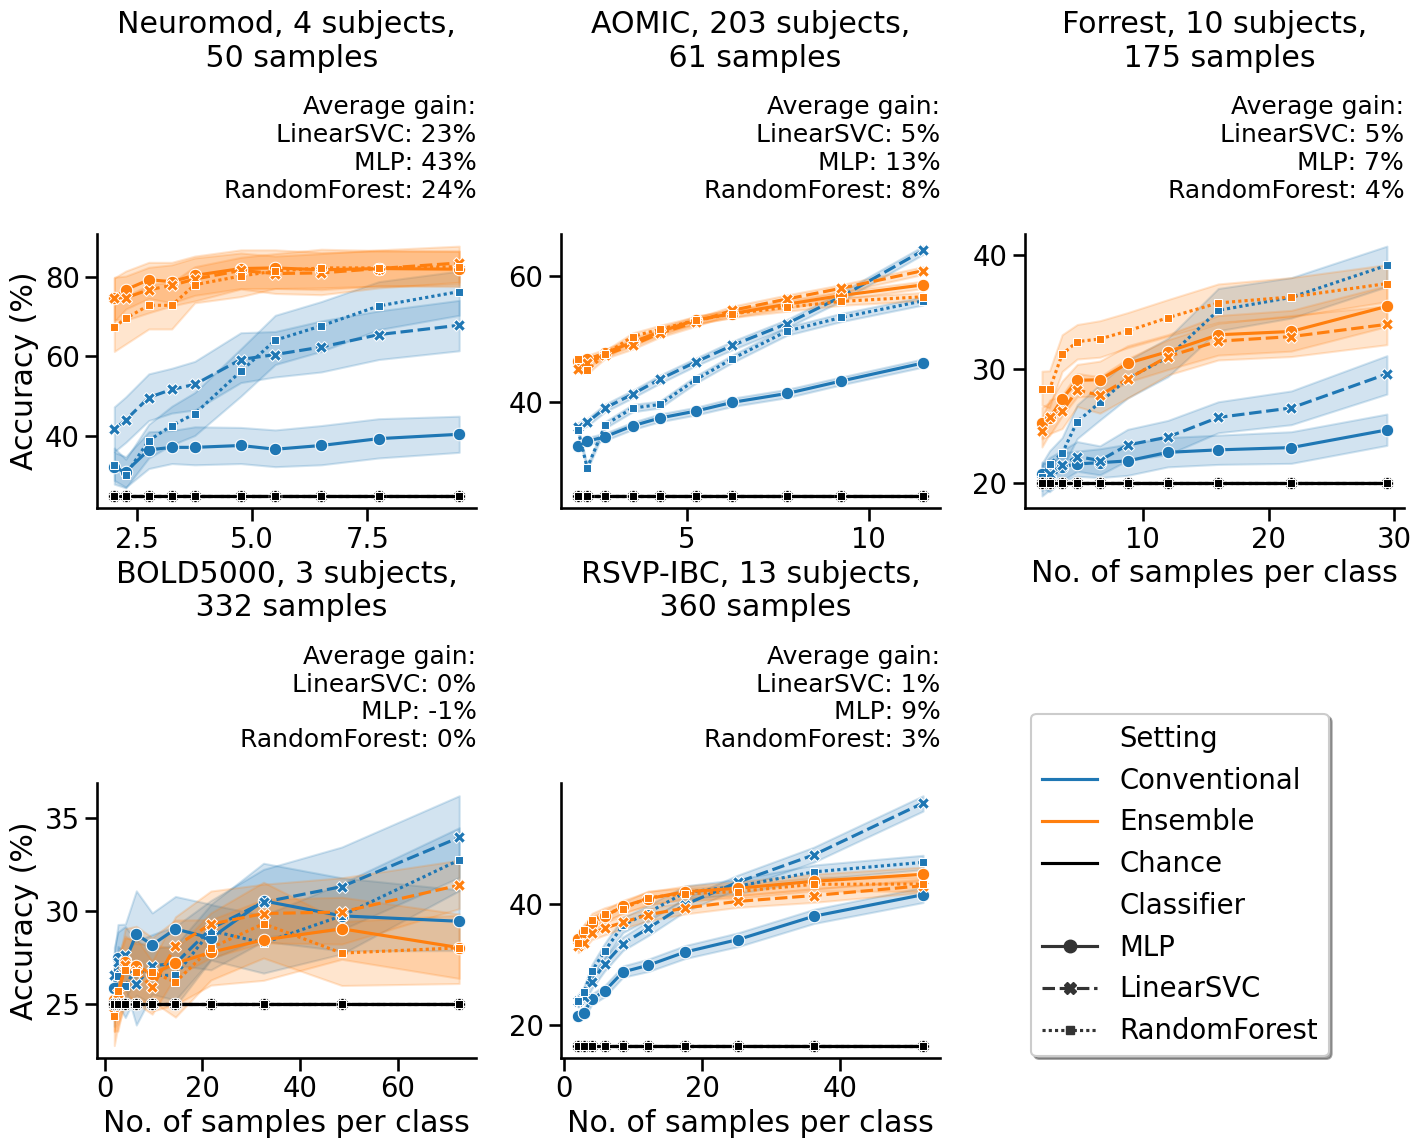 Neuromod, 4 subjects,
50 samples
Average gain:
LinearSVC: 23%
MLP: 43%
RandomForest: 24%
80
60
40
Accuracy (%)
2.5 5.0 7.5
AOMIC, 203 subjects,
61 samples
Average gain:
LinearSVC: 5%
MLP: 13%
RandomForest: 8%
60
40
5 10
Forrest, 10 subjects,
175 samples
Average gain:
LinearSVC: 5%
MLP: 7%
RandomForest: 4%
40
30
20
10 20 30
No. of samples per class
BOLD5000, 3 subjects,
332 samples
Average gain:
LinearSVC: 0%
MLP: -1%
RandomForest: 0%
35
30
25
Accuracy (%)
0 20 40 60
No. of samples per class
RSVP-IBC, 13 subjects,
360 samples
Average gain:
LinearSVC: 1%
MLP: 9%
RandomForest: 3%
40
20
0 20 40
No. of samples per class
Setting
Conventional
Ensemble
Chance
Classifier
MLP
LinearSVC
RandomForest